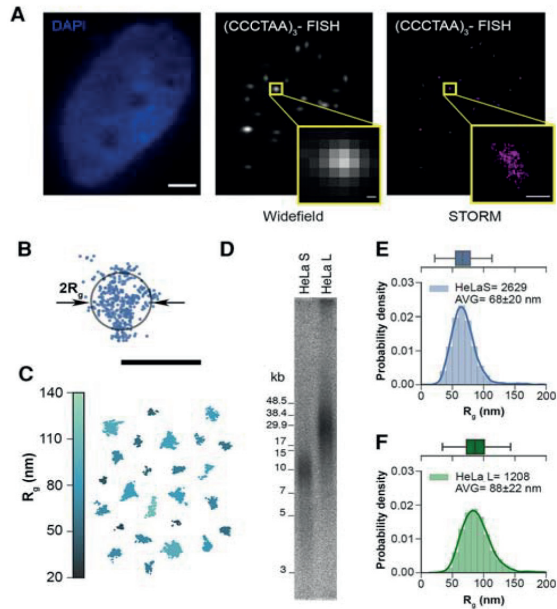 A
DAPI
(CCCTAA)3- FISH
(CCCTAA)3- FISH
Widefield
STORM
B
2Rg
C
Rg (nm)
140
110
80
50
20
D
HeLa S
HeLa L
kb
48.5
38.4
29.9
17
15
10
7
5
3
E
Probability density
0.03
0.02
0.01
0.00
HeLaS= 2629
AVG= 68±20 nm
0 50 100 150 200
Rg (nm)
F
Probability density
0.03
0.02
0.01
0.00
HeLa L= 1208
AVG= 88±22 nm
0 50 100 150 200
Rg (nm)